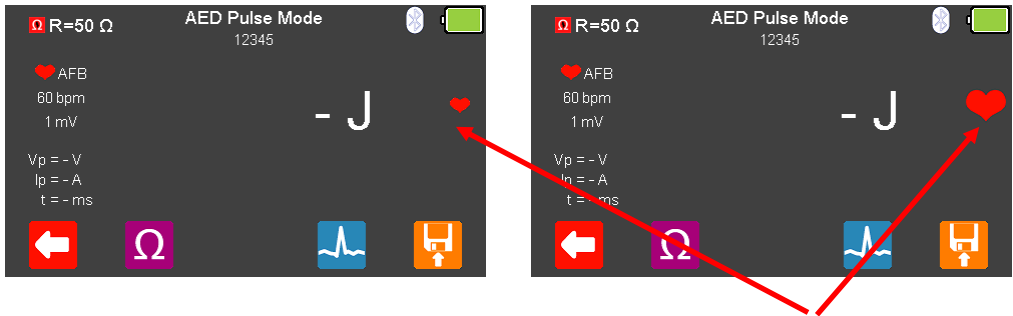 Ω R=50 Ω
AED Pulse Mode
12345
AFB
60 bpm
1 mV
- J
Vp = - V
Ip = - A
t = - ms
Ω
Ω R=50 Ω
AED Pulse Mode
12345
AFB
60 bpm
1 mV
- J
Vp = - V
Ip = - A
t = - ms
Ω